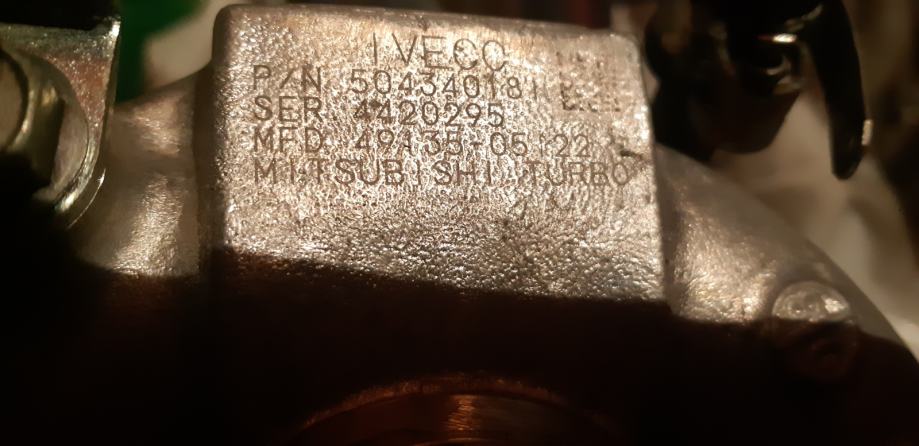 IVECO
P/N 504340181
SER. 4420295
MFD. 49135-05122
MITSUBISHI TURBO